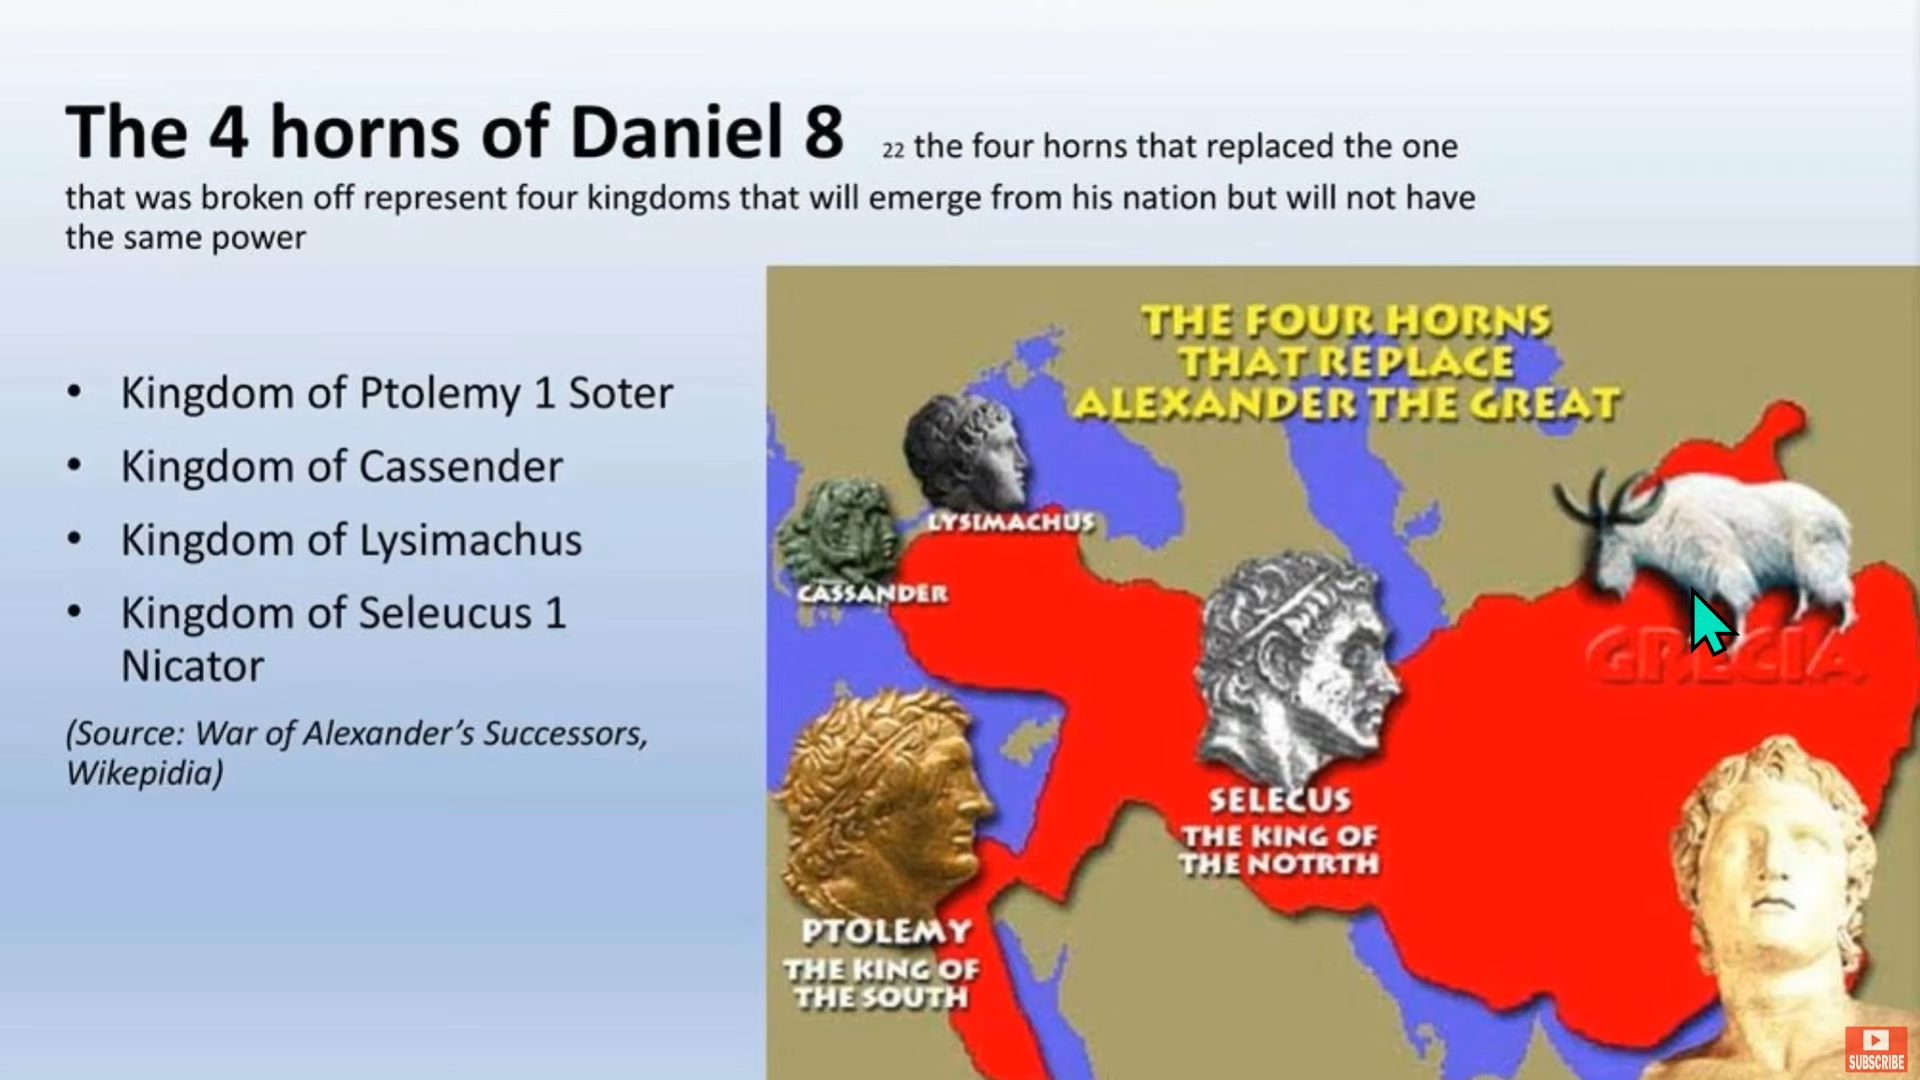 The 4 horns of Daniel 8 22 the four horns that replaced the one
that was broken off represent four kingdoms that will emerge from his nation but will not have
the same power
• Kingdom of Ptolemy 1 Soter
• Kingdom of Cassender
• Kingdom of Lysimachus
• Kingdom of Seleucus 1
Nicator
(Source: War of Alexander’s Successors,
Wikepidia)
THE FOUR HORNS
THAT REPLACE
ALEXANDER THE GREAT
LYSIMACHUS
CASSANDER
GRECIA
SELECUS
THE KING OF
THE NOTRTH
PTOLEMY
THE KING OF
THE SOUTH
SUBSCRIBE